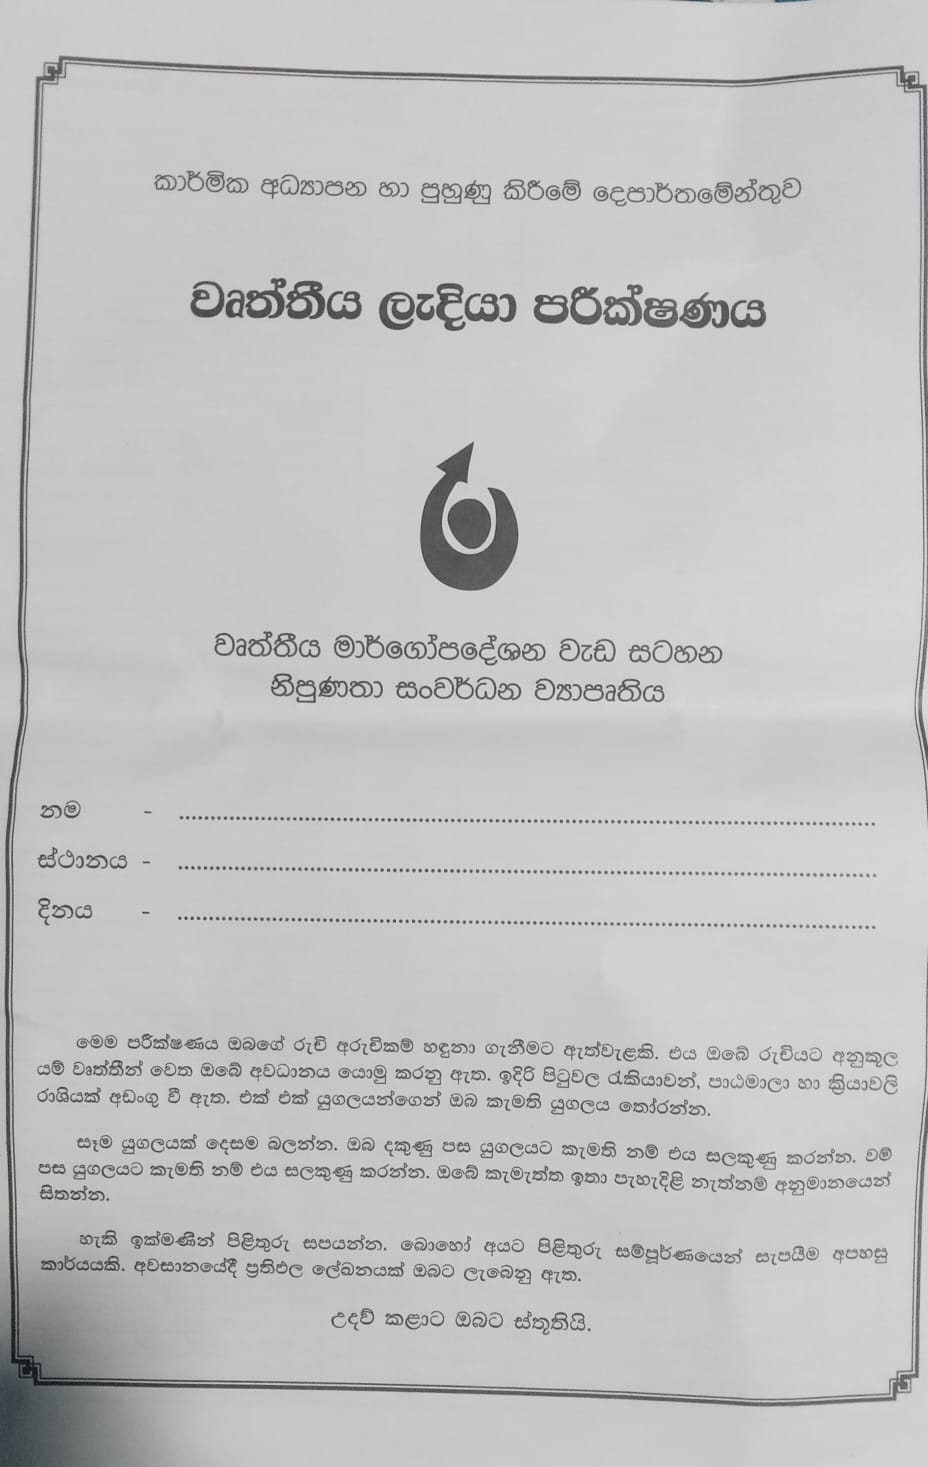 කාර්මික අධ්‍යාපන හා පුහුණු කිරීමේ දෙපාර්තමේන්තුව
වෘත්තීය ලැදියා පරීක්ෂණය
වෘත්තීය මාර්ගෝපදේශන වැඩ සටහන
නිපුණතා සංවර්ධන ව්‍යාපෘතිය
නම - ......................................................................................................
ස්ථානය - ......................................................................................................
දිනය - ......................................................................................................
මෙම පරීක්ෂණය ඔබගේ රුචි අරුචිකම් හඳුනා ගැනීමට ඇත්වැළකි. එය ඔබේ රුචියට අනුකූල
යම් වෘත්තීන් වෙත ඔබේ අවධානය යොමු කරනු ඇත. ඉදිරි පිටුවල රැකියාවන්, පාඨමාලා හා ක්‍රියාවලි
රාශියක් අඩංගු වී ඇත. එක් එක් යුගලයන්ගෙන් ඔබ කැමති යුගලය තෝරන්න.
සෑම යුගලයක් දෙසම බලන්න. ඔබ දකුණු පස යුගලයට කැමති නම් එය සලකුණු කරන්න. වම්
පස යුගලයට කැමති නම් එය සලකුණු කරන්න. ඔබේ කැමැත්ත ඉතා පැහැදිළි නැත්නම් අනුමානයෙන්
සිතන්න.
හැකි ඉක්මණින් පිළිතුරු සපයන්න. බොහෝ අයට පිළිතුරු සම්පූර්ණයෙන් සැපයීම අපහසු
කාර්යයකි. අවසානයේදී ප්‍රතිඵල ලේඛනයක් ඔබට ලැබෙනු ඇත.
උදව් කළාට ඔබට ස්තූතියි.